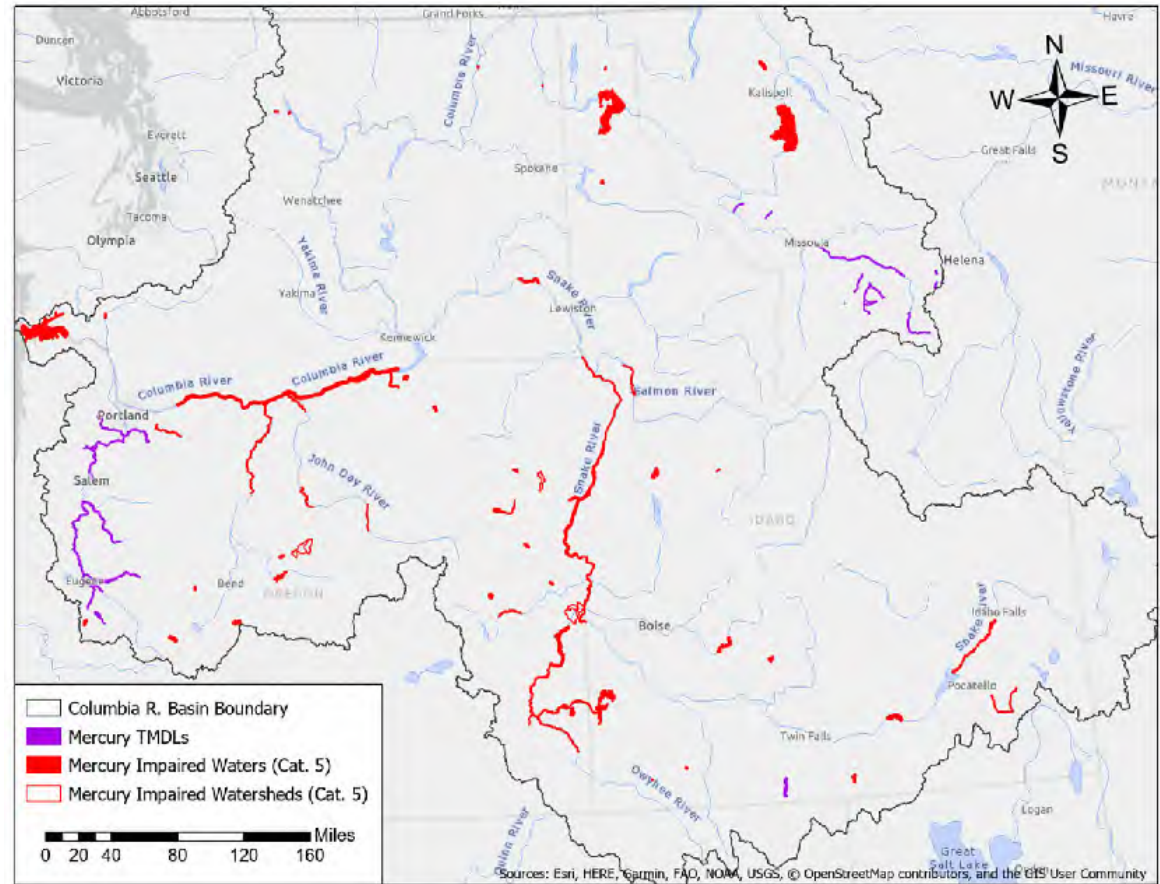 Abbotsford
Grand Forks
Havre
Duncan
Victoria
Columbia River
Kalispell
Missouri River
N
W
E
S
Everett
Seattle
Spokane
Great Falls
Wenatchee
Tacoma
Olympia
Yakima River
Missoula
Helena
Yakima
Snake River
Lewiston
Kennewick
Columbia River
Columbia River
Salmon River
Yellowstone River
Portland
Snake River
Salem
John Day River
IDAHO
Eugene
Bend
OREGON
Boise
Snake River
Idaho Falls
Pocatello
Twin Falls
Owyhee River
Logan
Great
Salt Lake
Columbia R. Basin Boundary
Mercury TMDLs
Mercury Impaired Waters (Cat. 5)
Mercury Impaired Watersheds (Cat. 5)
Miles
0 20 40 80 120 160
Sources: Esri, HERE, Garmin, FAO, NOAA, USGS, © OpenStreetMap contributors, and the GIS User Community